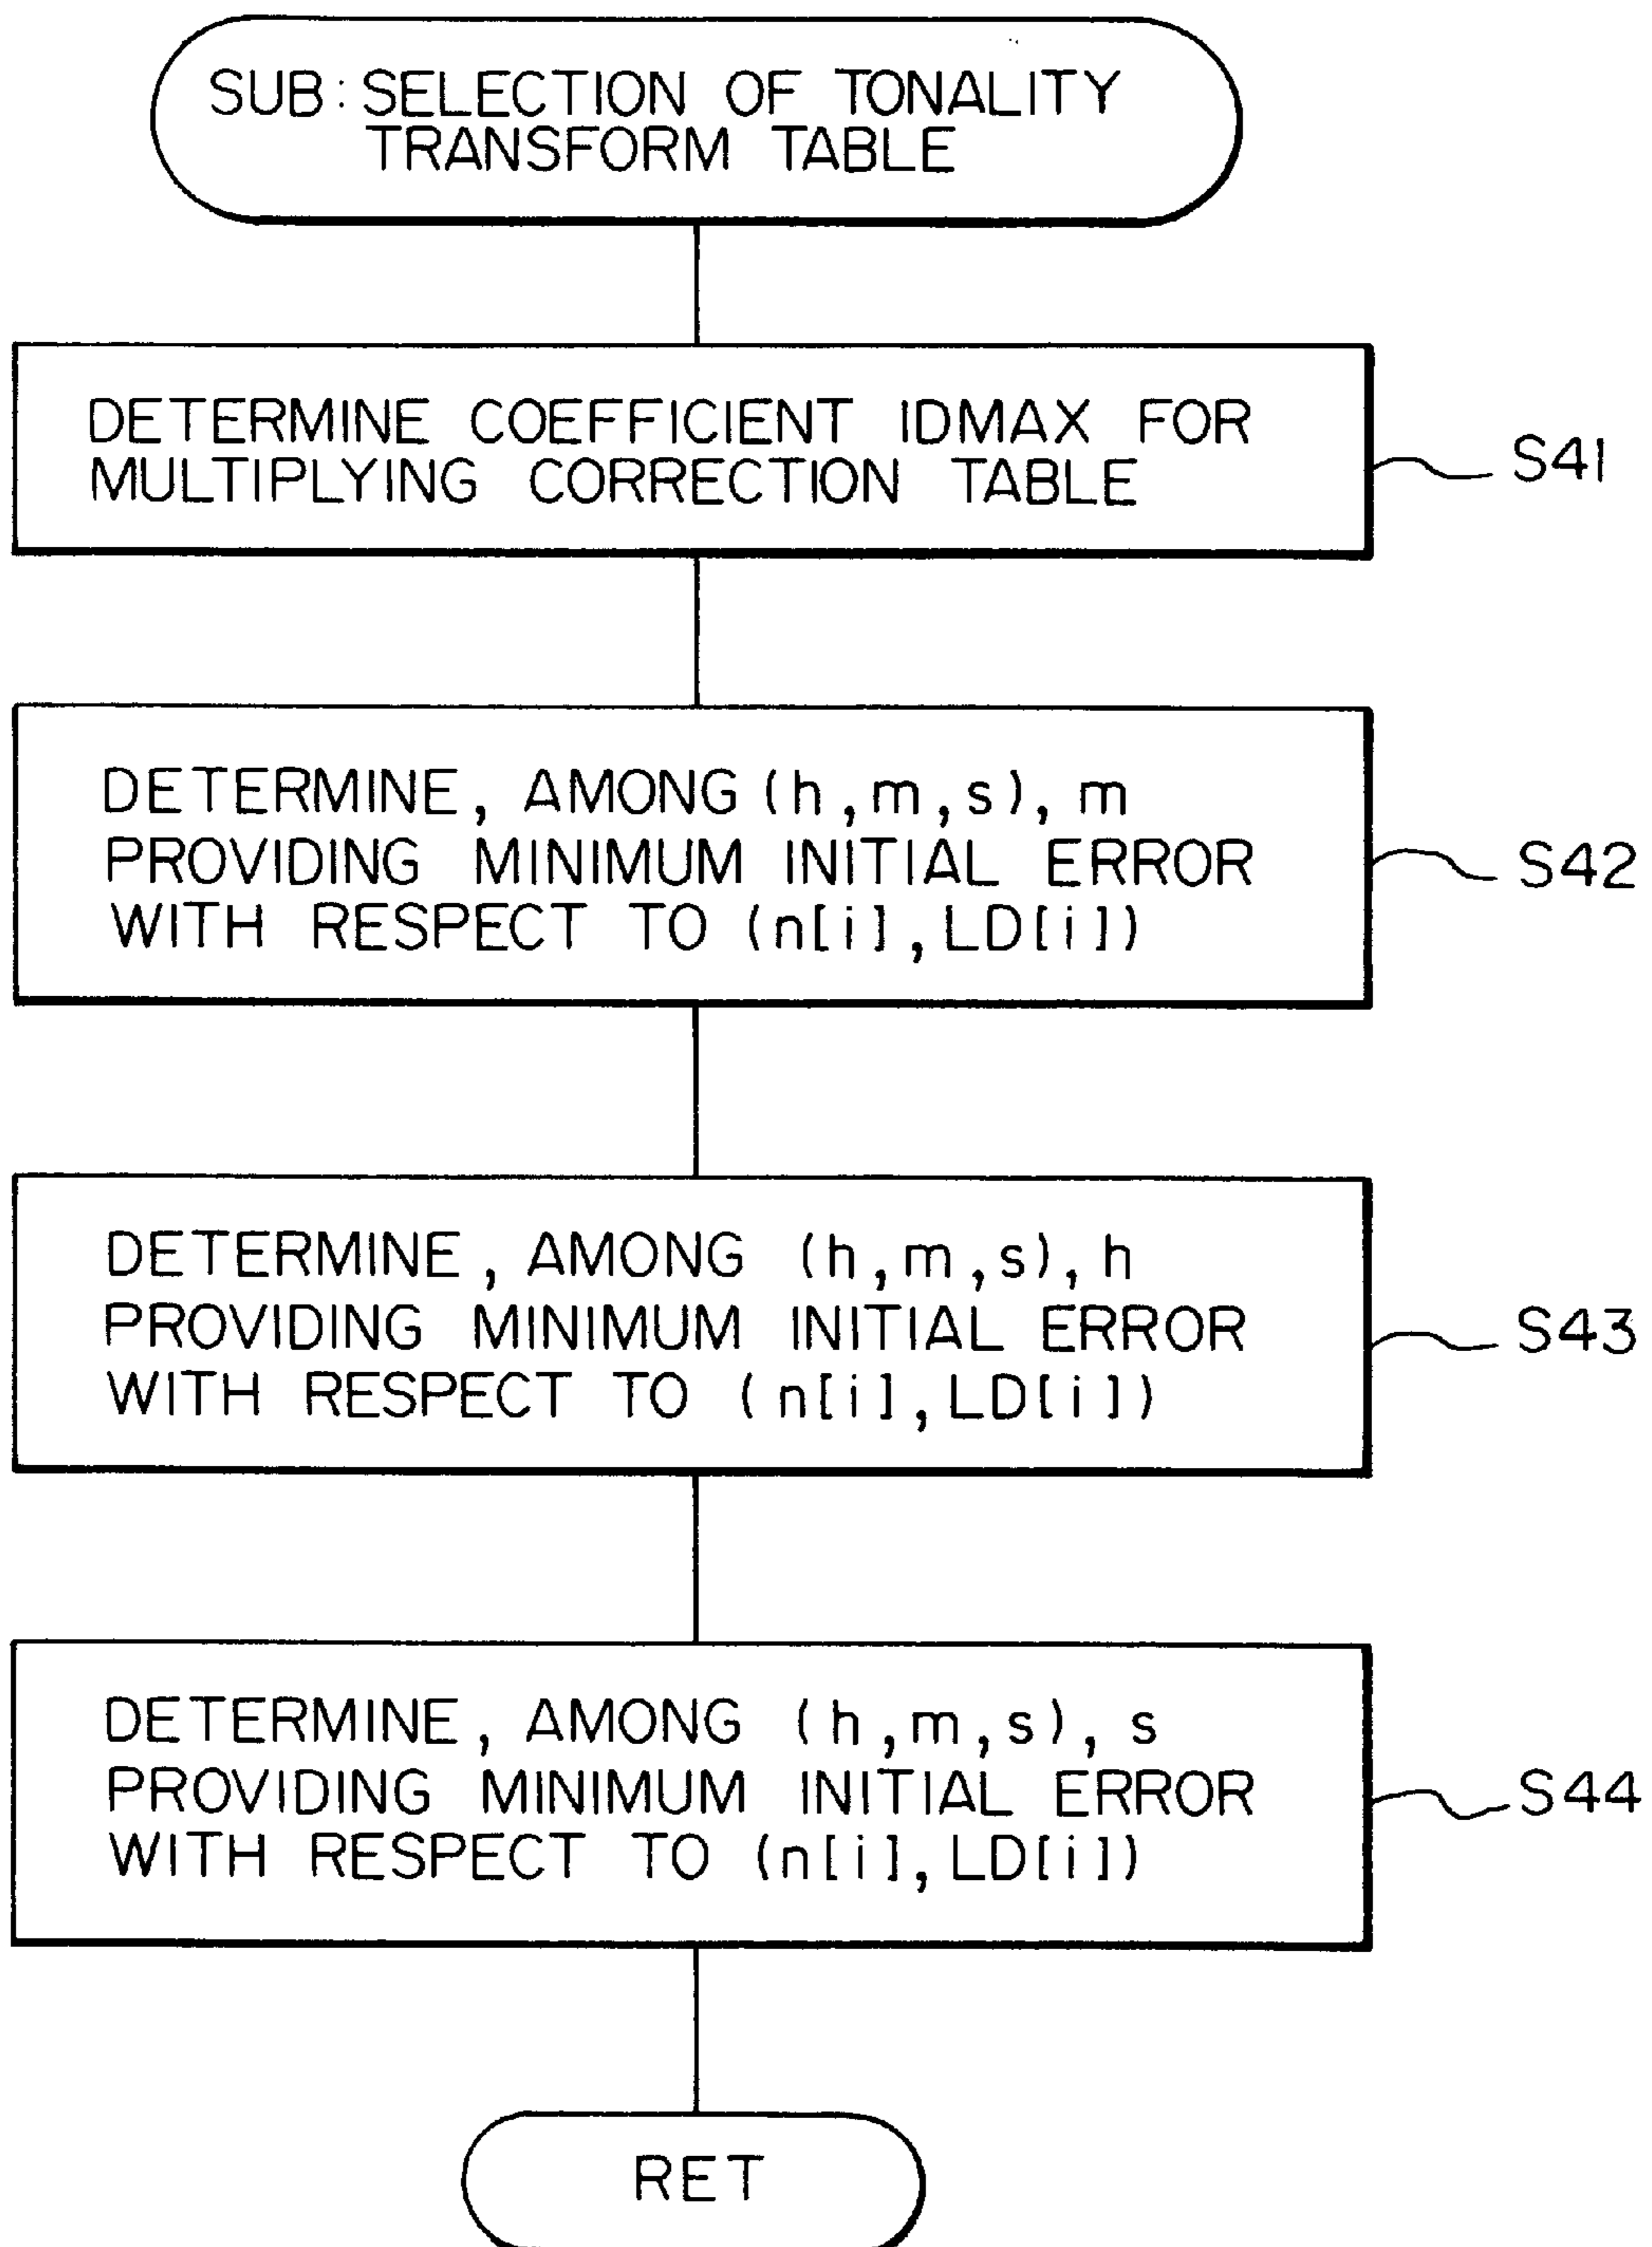 SUB: SELECTION OF TONALITY
TRANSFORM TABLE
DETERMINE COEFFICIENT IDMAX FOR
MULTIPLYING CORRECTION TABLE
S41
DETERMINE, AMONG (h,m,s), m
PROVIDING MINIMUM INITIAL ERROR
WITH RESPECT TO (n[i],LD[i])
S42
DETERMINE, AMONG (h,m,s), h
PROVIDING MINIMUM INITIAL ERROR
WITH RESPECT TO (n[i],LD[i])
S43
DETERMINE, AMONG (h,m,s), s
PROVIDING MINIMUM INITIAL ERROR
WITH RESPECT TO (n[i],LD[i])
S44
RET